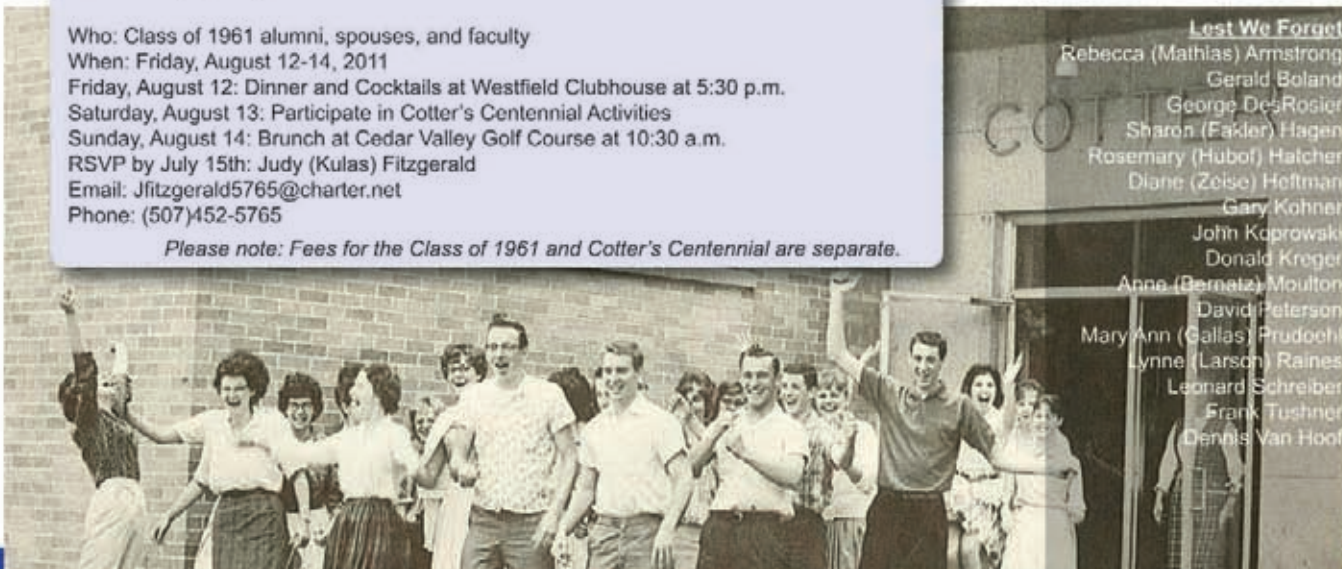 Who: Class of 1961 alumni, spouses, and faculty
When: Friday, August 12-14, 2011
Friday, August 12: Dinner and Cocktails at Westfield Clubhouse at 5:30 p.m.
Saturday, August 13: Participate in Cotter's Centennial Activities
Sunday, August 14: Brunch at Cedar Valley Golf Course at 10:30 a.m.
RSVP by July 15th: Judy (Kulas) Fitzgerald
Email: Jfitzgerald5765@charter.net
Phone: (507)452-5765
Please note: Fees for the Class of 1961 and Cotter's Centennial are separate.
COTTER
Lest We Forget
Rebecca (Mathias) Armstrong
Gerald Boland
George DesRosier
Sharon (Fakler) Hager
Rosemary (Hubof) Hatcher
Diane (Zeise) Heftman
Gary Kohner
John Koprowski
Donald Kreger
Anne (Bernatz) Moulton
David Peterson
Mary Ann (Gallas) Prudoehl
Lynne (Larson) Raines
Leonard Schreiber
Frank Tushner
Dennis Van Hoof